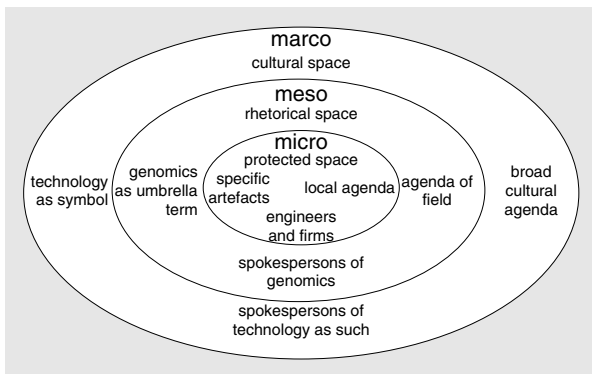 marco
cultural space
meso
rhetorical space
micro
protected space
technology
as symbol
genomics
as umbrella
term
specific
artefacts
local agenda
agenda of
field
broad
cultural
agenda
engineers
and firms
spokespersons of
genomics
spokespersons of
technology as such